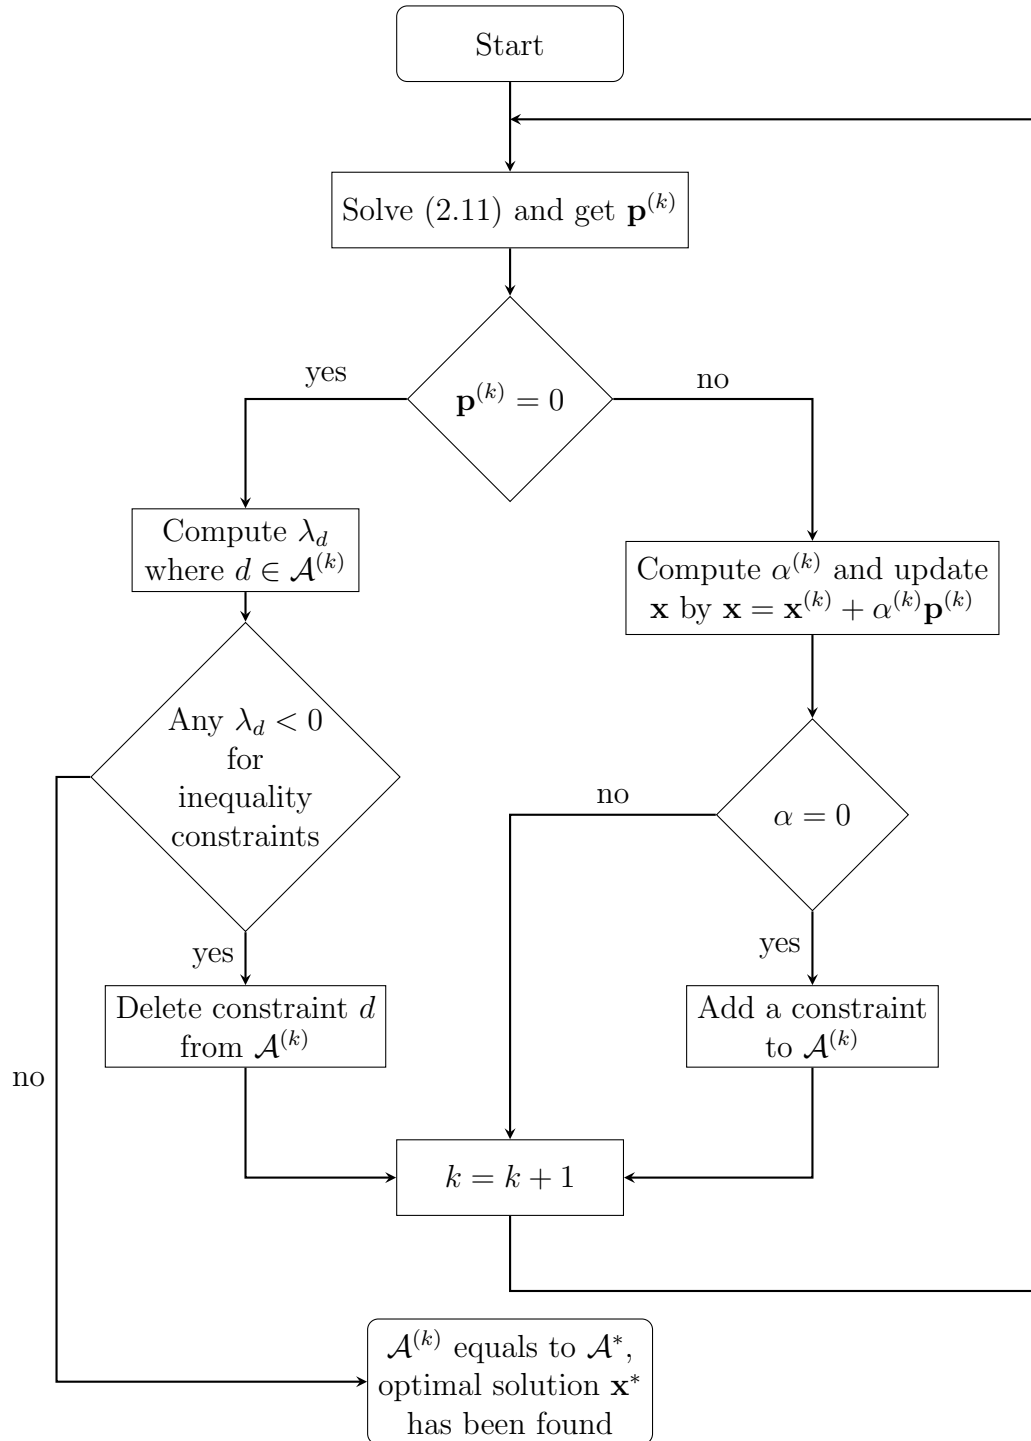 Start
Solve (2.11) and get p^(k)
yes
no
p^(k) = 0
Compute λ_d
where d ∈ 𝒜^(k)
Compute α^(k) and update
x by x = x^(k) + α^(k)p^(k)
Any λ_d < 0
for
inequality
constraints
no
α = 0
yes
yes
Delete constraint d
from 𝒜^(k)
Add a constraint
to 𝒜^(k)
no
k = k + 1
𝒜^(k) equals to 𝒜*,
optimal solution x*
has been found